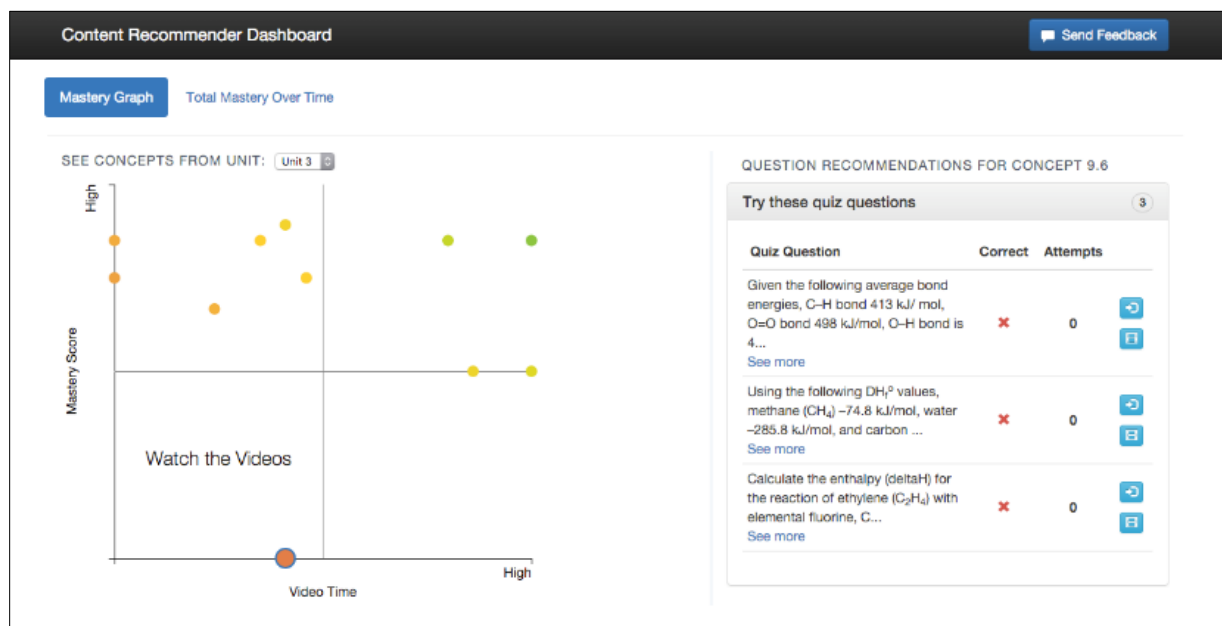 Content Recommender Dashboard
Send Feedback
Mastery Graph
Total Mastery Over Time
SEE CONCEPTS FROM UNIT: Unit 3
High
Mastery Score
Watch the Videos
High
Video Time
QUESTION RECOMMENDATIONS FOR CONCEPT 9.6
Try these quiz questions 3
Quiz Question Correct Attempts
Given the following average bond
energies, C–H bond 413 kJ/ mol,
O=O bond 498 kJ/mol, O–H bond is
4...
See more
0
Using the following DHfº values,
methane (CH₄) –74.8 kJ/mol, water
–285.8 kJ/mol, and carbon ...
See more
0
Calculate the enthalpy (deltaH) for
the reaction of ethylene (C₂H₄) with
elemental fluorine, C...
See more
0